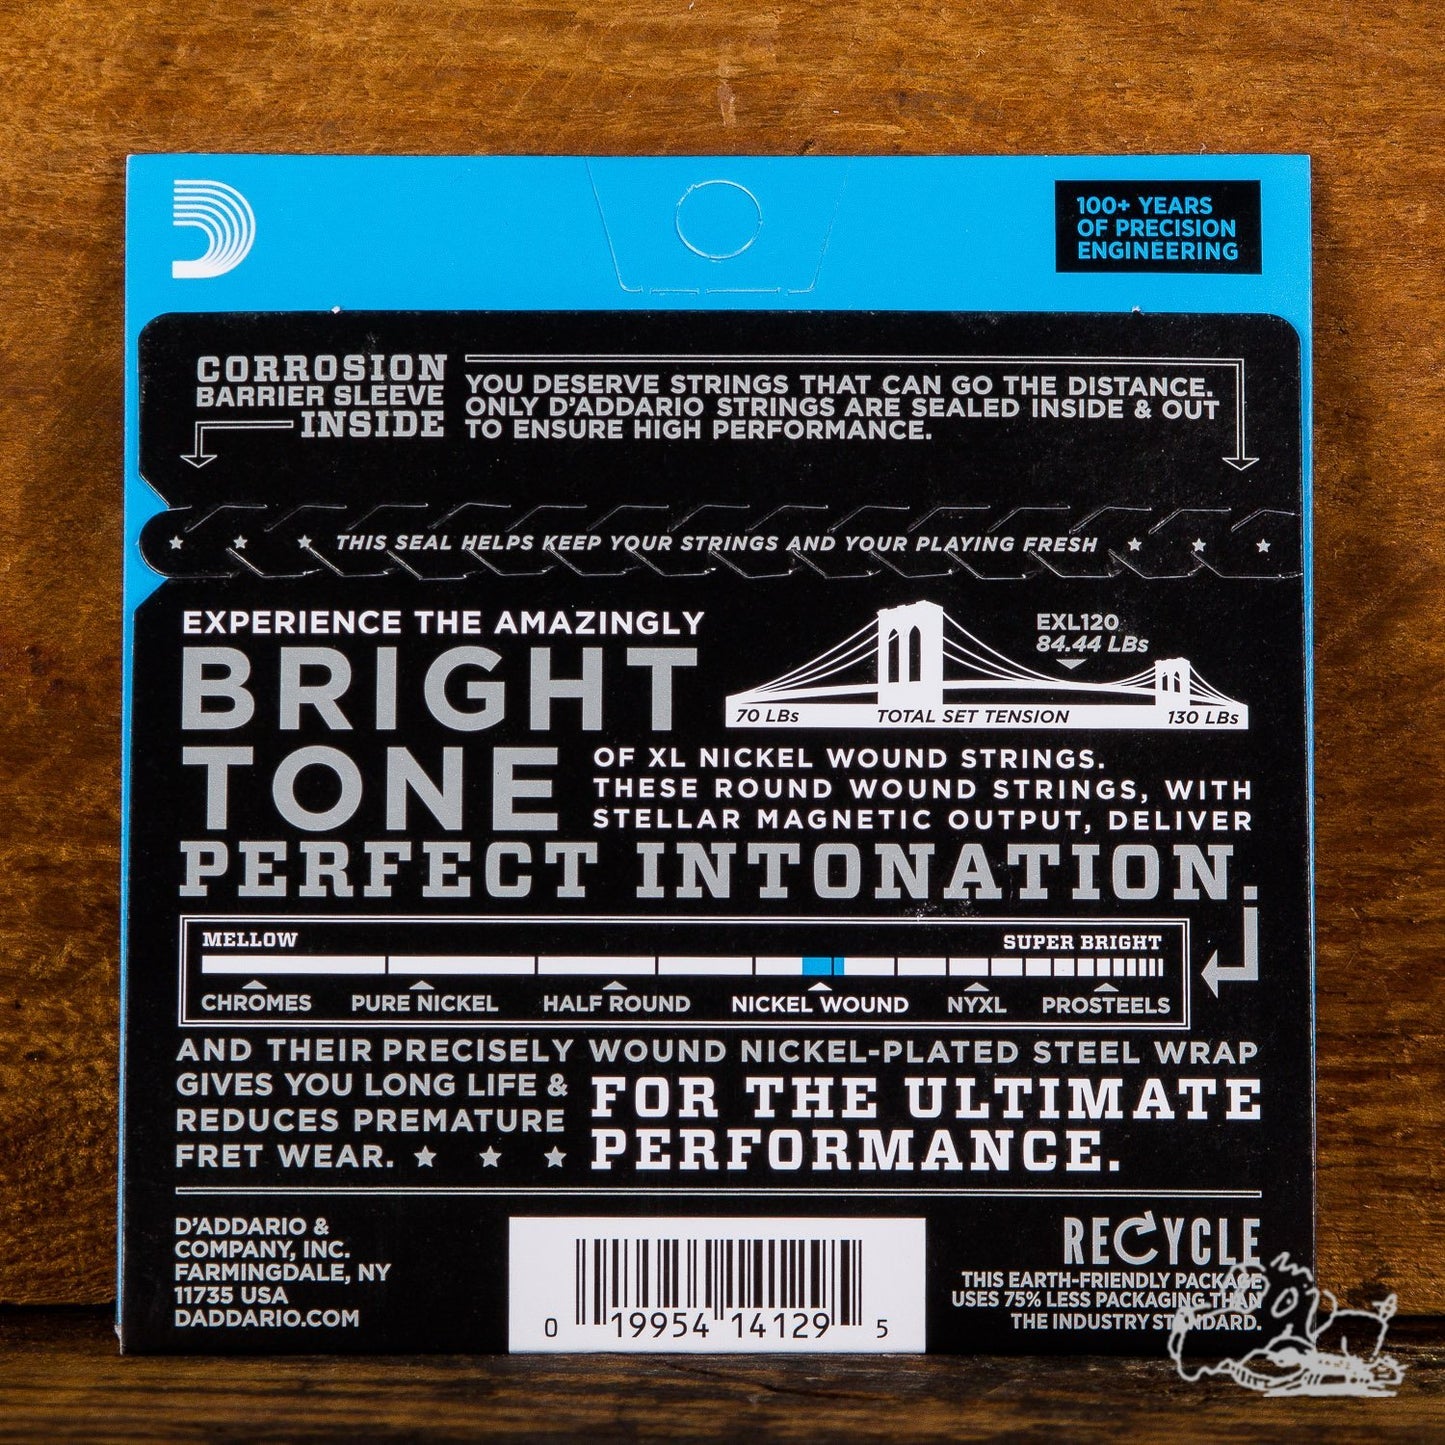 100+ YEARS
OF PRECISION
ENGINEERING
CORROSION
BARRIER SLEEVE
INSIDE
YOU DESERVE STRINGS THAT CAN GO THE DISTANCE.
ONLY D'ADDARIO STRINGS ARE SEALED INSIDE & OUT
TO ENSURE HIGH PERFORMANCE.
THIS SEAL HELPS KEEP YOUR STRINGS AND YOUR PLAYING FRESH
EXPERIENCE THE AMAZINGLY
BRIGHT
TONE
EXL120
84.44 LBs
70 LBs TOTAL SET TENSION 130 LBs
OF XL NICKEL WOUND STRINGS.
THESE ROUND WOUND STRINGS, WITH
STELLAR MAGNETIC OUTPUT, DELIVER
PERFECT INTONATION.
MELLOW SUPER BRIGHT
CHROMES PURE NICKEL HALF ROUND NICKEL WOUND NYXL PROSTEELS
AND THEIR PRECISELY WOUND NICKEL-PLATED STEEL WRAP
GIVES YOU LONG LIFE &
REDUCES PREMATURE
FRET WEAR.
FOR THE ULTIMATE
PERFORMANCE.
D'ADDARIO &
COMPANY, INC.
FARMINGDALE, NY
11735 USA
DADDARIO.COM
0 19954 14129 5
RECYCLE
THIS EARTH-FRIENDLY PACKAGE
USES 75% LESS PACKAGING THAN
THE INDUSTRY STANDARD.